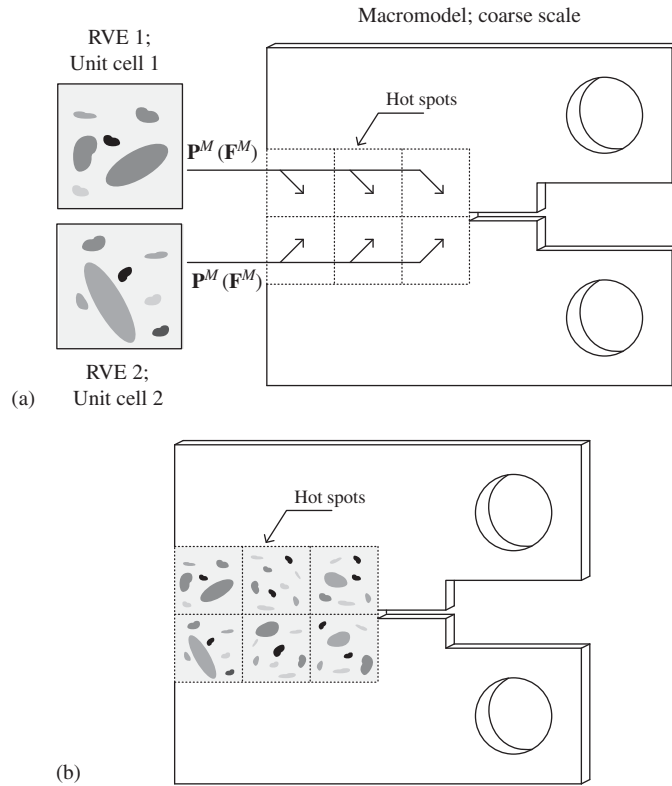 Macromodel; coarse scale
RVE 1;
Unit cell 1
Hot spots
P^M (F^M)
P^M (F^M)
RVE 2;
Unit cell 2
(a)
Hot spots
(b)